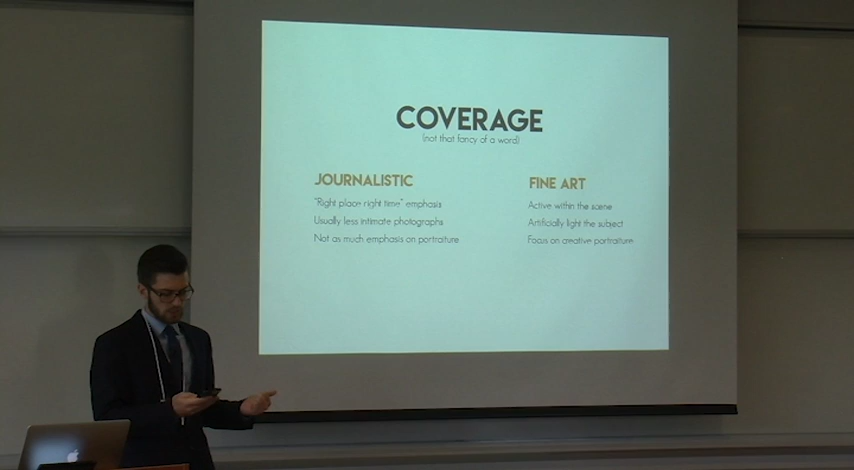 COVERAGE
(not that fancy of a word)
JOURNALISTIC
"Right place right time" emphasis
Usually less intimate photographs
Not as much emphasis on portraiture
FINE ART
Active within the scene
Artificially light the subject
Focus on creative portraiture